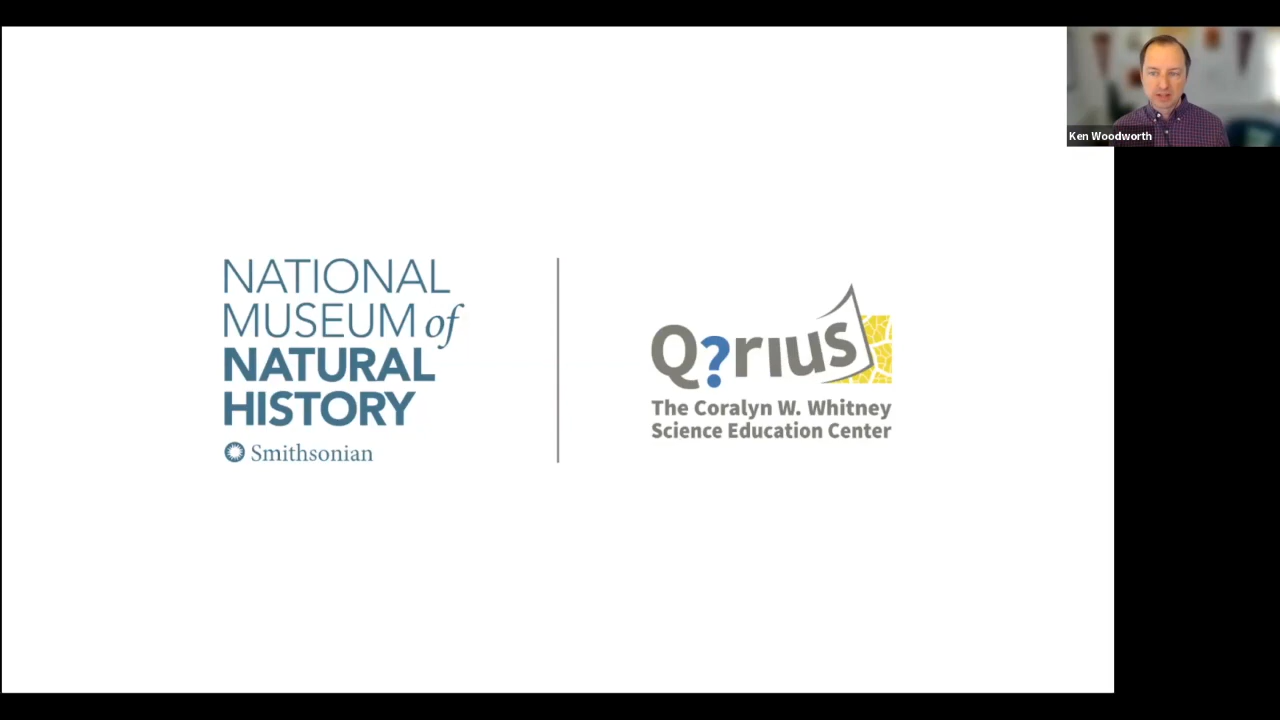 NATIONAL
MUSEUM of
NATURAL
HISTORY
Smithsonian
Q?rius
The Coralyn W. Whitney
Science Education Center
Ken Woodworth